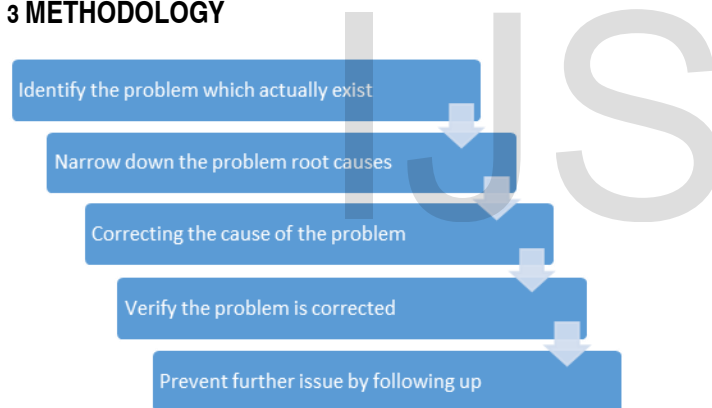 3 METHODOLOGY
Identify the problem which actually exist
Narrow down the problem root causes
Correcting the cause of the problem
Verify the problem is corrected
Prevent further issue by following up
IJS